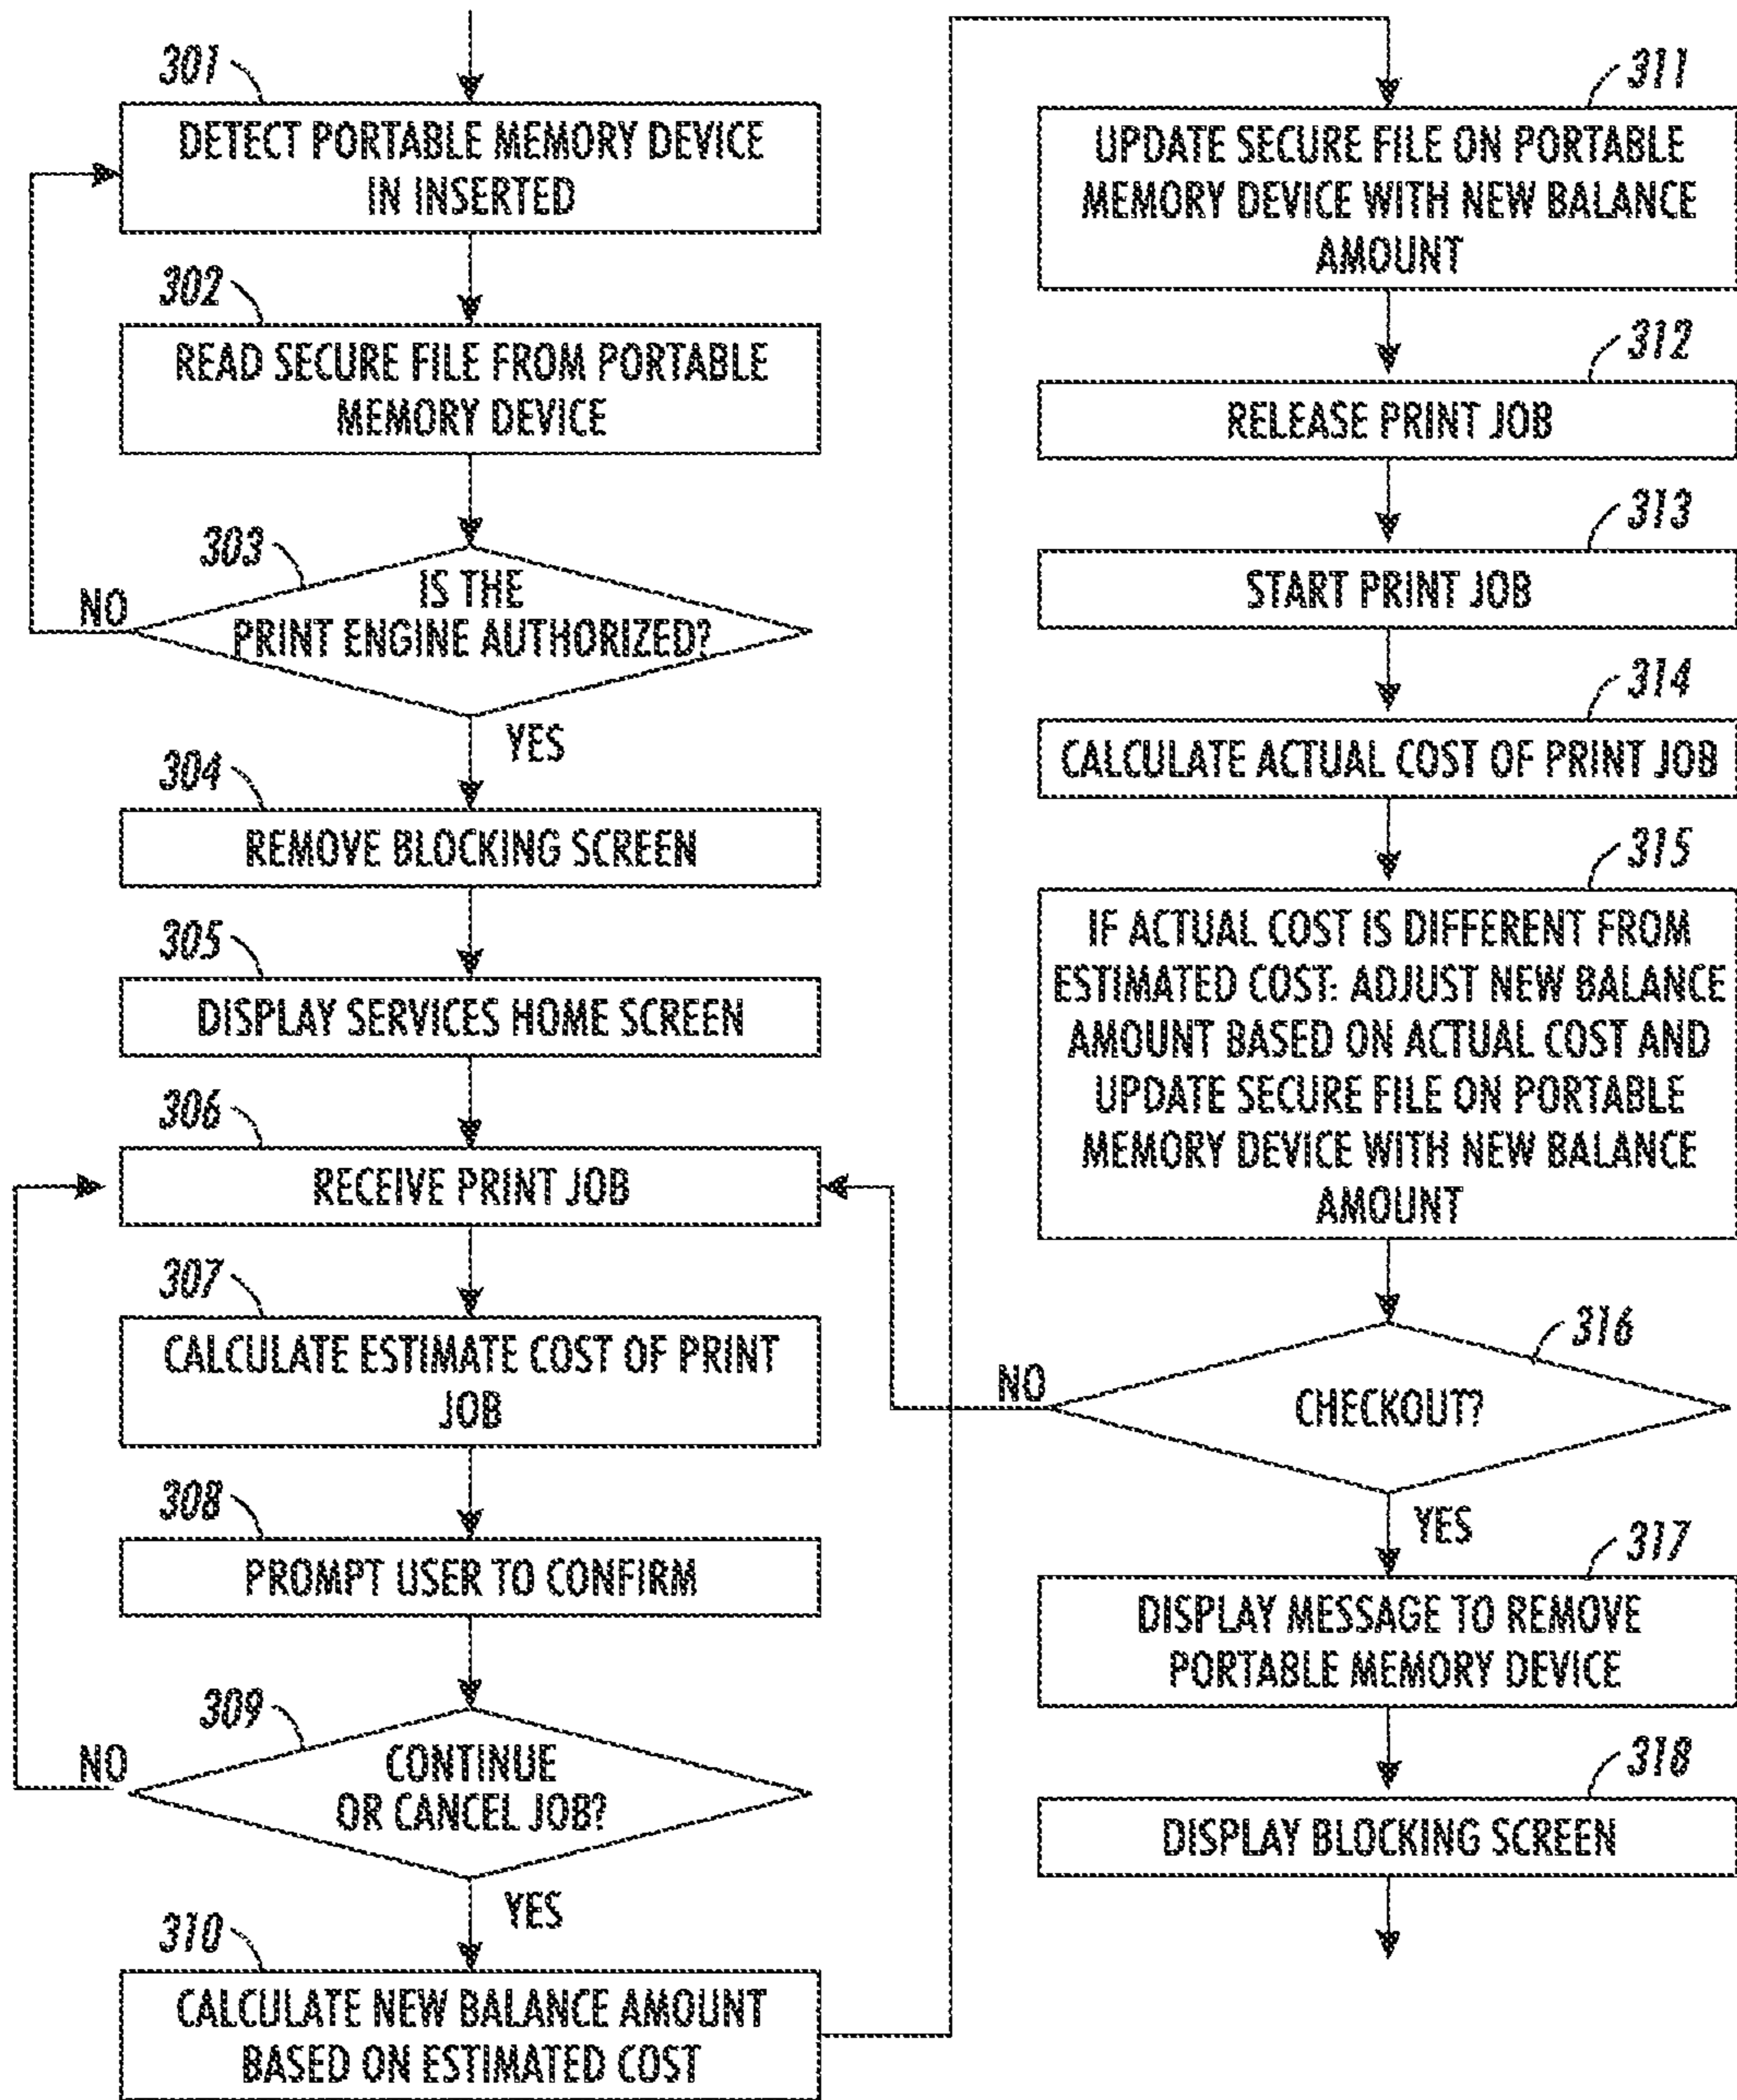 301
DETECT PORTABLE MEMORY DEVICE
IN INSERTED
302
READ SECURE FILE FROM PORTABLE
MEMORY DEVICE
303
IS THE
PRINT ENGINE AUTHORIZED?
NO
YES
304
REMOVE BLOCKING SCREEN
305
DISPLAY SERVICES HOME SCREEN
306
RECEIVE PRINT JOB
307
CALCULATE ESTIMATE COST OF PRINT
JOB
308
PROMPT USER TO CONFIRM
309
CONTINUE
OR CANCEL JOB?
NO
YES
310
CALCULATE NEW BALANCE AMOUNT
BASED ON ESTIMATED COST
311
UPDATE SECURE FILE ON PORTABLE
MEMORY DEVICE WITH NEW BALANCE
AMOUNT
312
RELEASE PRINT JOB
313
START PRINT JOB
314
CALCULATE ACTUAL COST OF PRINT JOB
315
IF ACTUAL COST IS DIFFERENT FROM
ESTIMATED COST: ADJUST NEW BALANCE
AMOUNT BASED ON ACTUAL COST AND
UPDATE SECURE FILE ON PORTABLE
MEMORY DEVICE WITH NEW BALANCE
AMOUNT
316
CHECKOUT?
NO
YES
317
DISPLAY MESSAGE TO REMOVE
PORTABLE MEMORY DEVICE
318
DISPLAY BLOCKING SCREEN